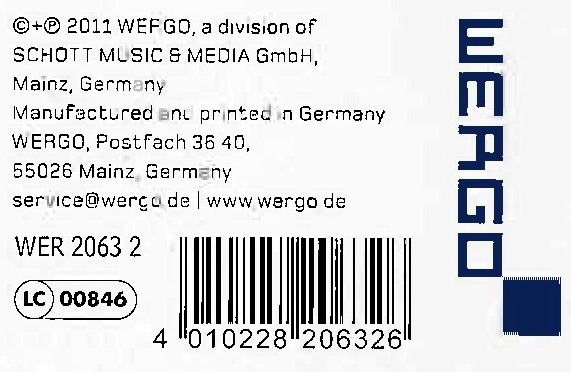 ©+℗ 2011 WERGO, a division of
SCHOTT MUSIC & MEDIA GmbH,
Mainz, Germany
Manufactured and printed in Germany
WERGO, Postfach 36 40,
55026 Mainz, Germany
service@wergo.de | www.wergo.de
WER 2063 2
LC 00846
4 010228 206326
WERGO